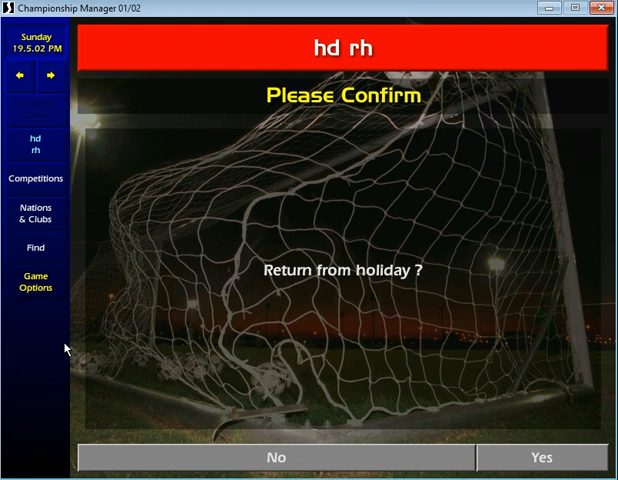 Championship Manager 01/02
Sunday
19.5.02 PM
hd
rh
Competitions
Nations
& Clubs
Find
Game
Options
hd rh
Please Confirm
Return from holiday ?
No
Yes